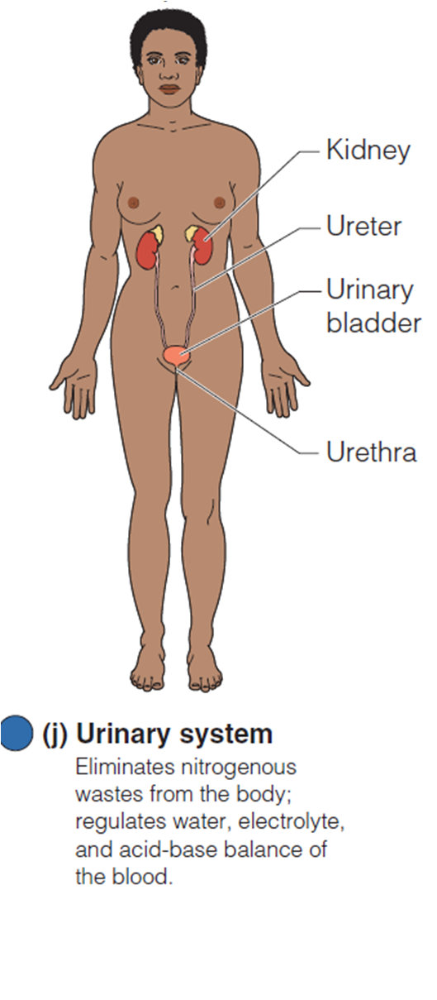 Kidney
Ureter
Urinary
bladder
Urethra
(j) Urinary system
Eliminates nitrogenous
wastes from the body;
regulates water, electrolyte,
and acid-base balance of
the blood.